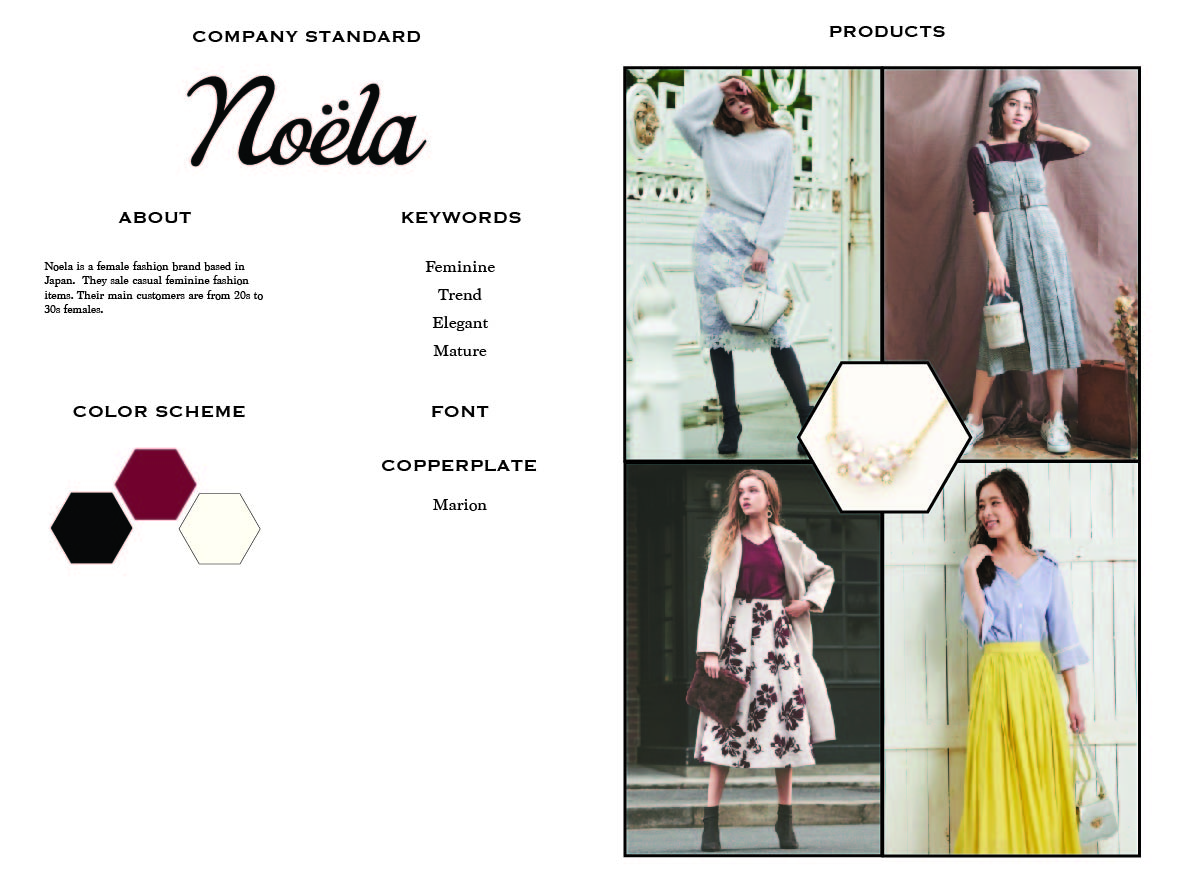 COMPANY STANDARD
Noëla
ABOUT
Noela is a female fashion brand based in
Japan. They sale casual feminine fashion
items. Their main customers are from 20s to
30s females.
KEYWORDS
Feminine
Trend
Elegant
Mature
COLOR SCHEME
FONT
COPPERPLATE
Marion
PRODUCTS